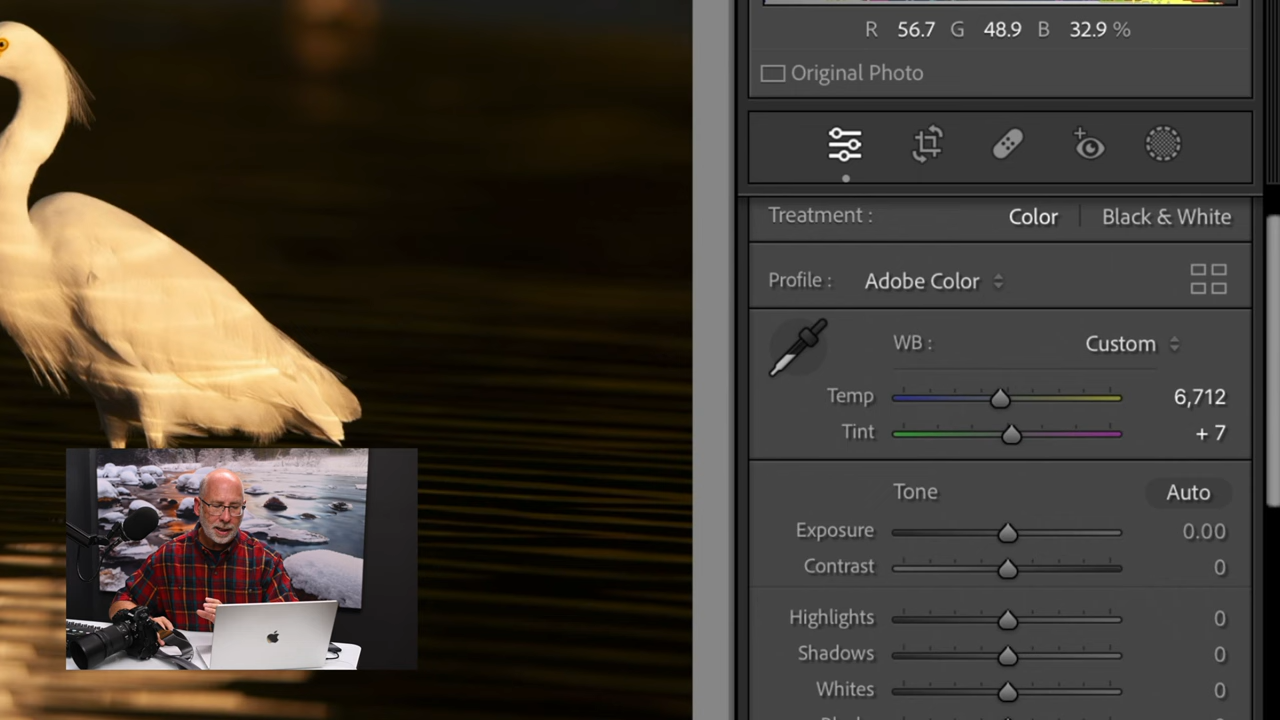 R 56.7 G 48.9 B 32.9 %
Original Photo
Treatment : Color Black & White
Profile : Adobe Color
WB : Custom
Temp 6,712
Tint + 7
Tone Auto
Exposure 0.00
Contrast 0
Highlights 0
Shadows 0
Whites 0